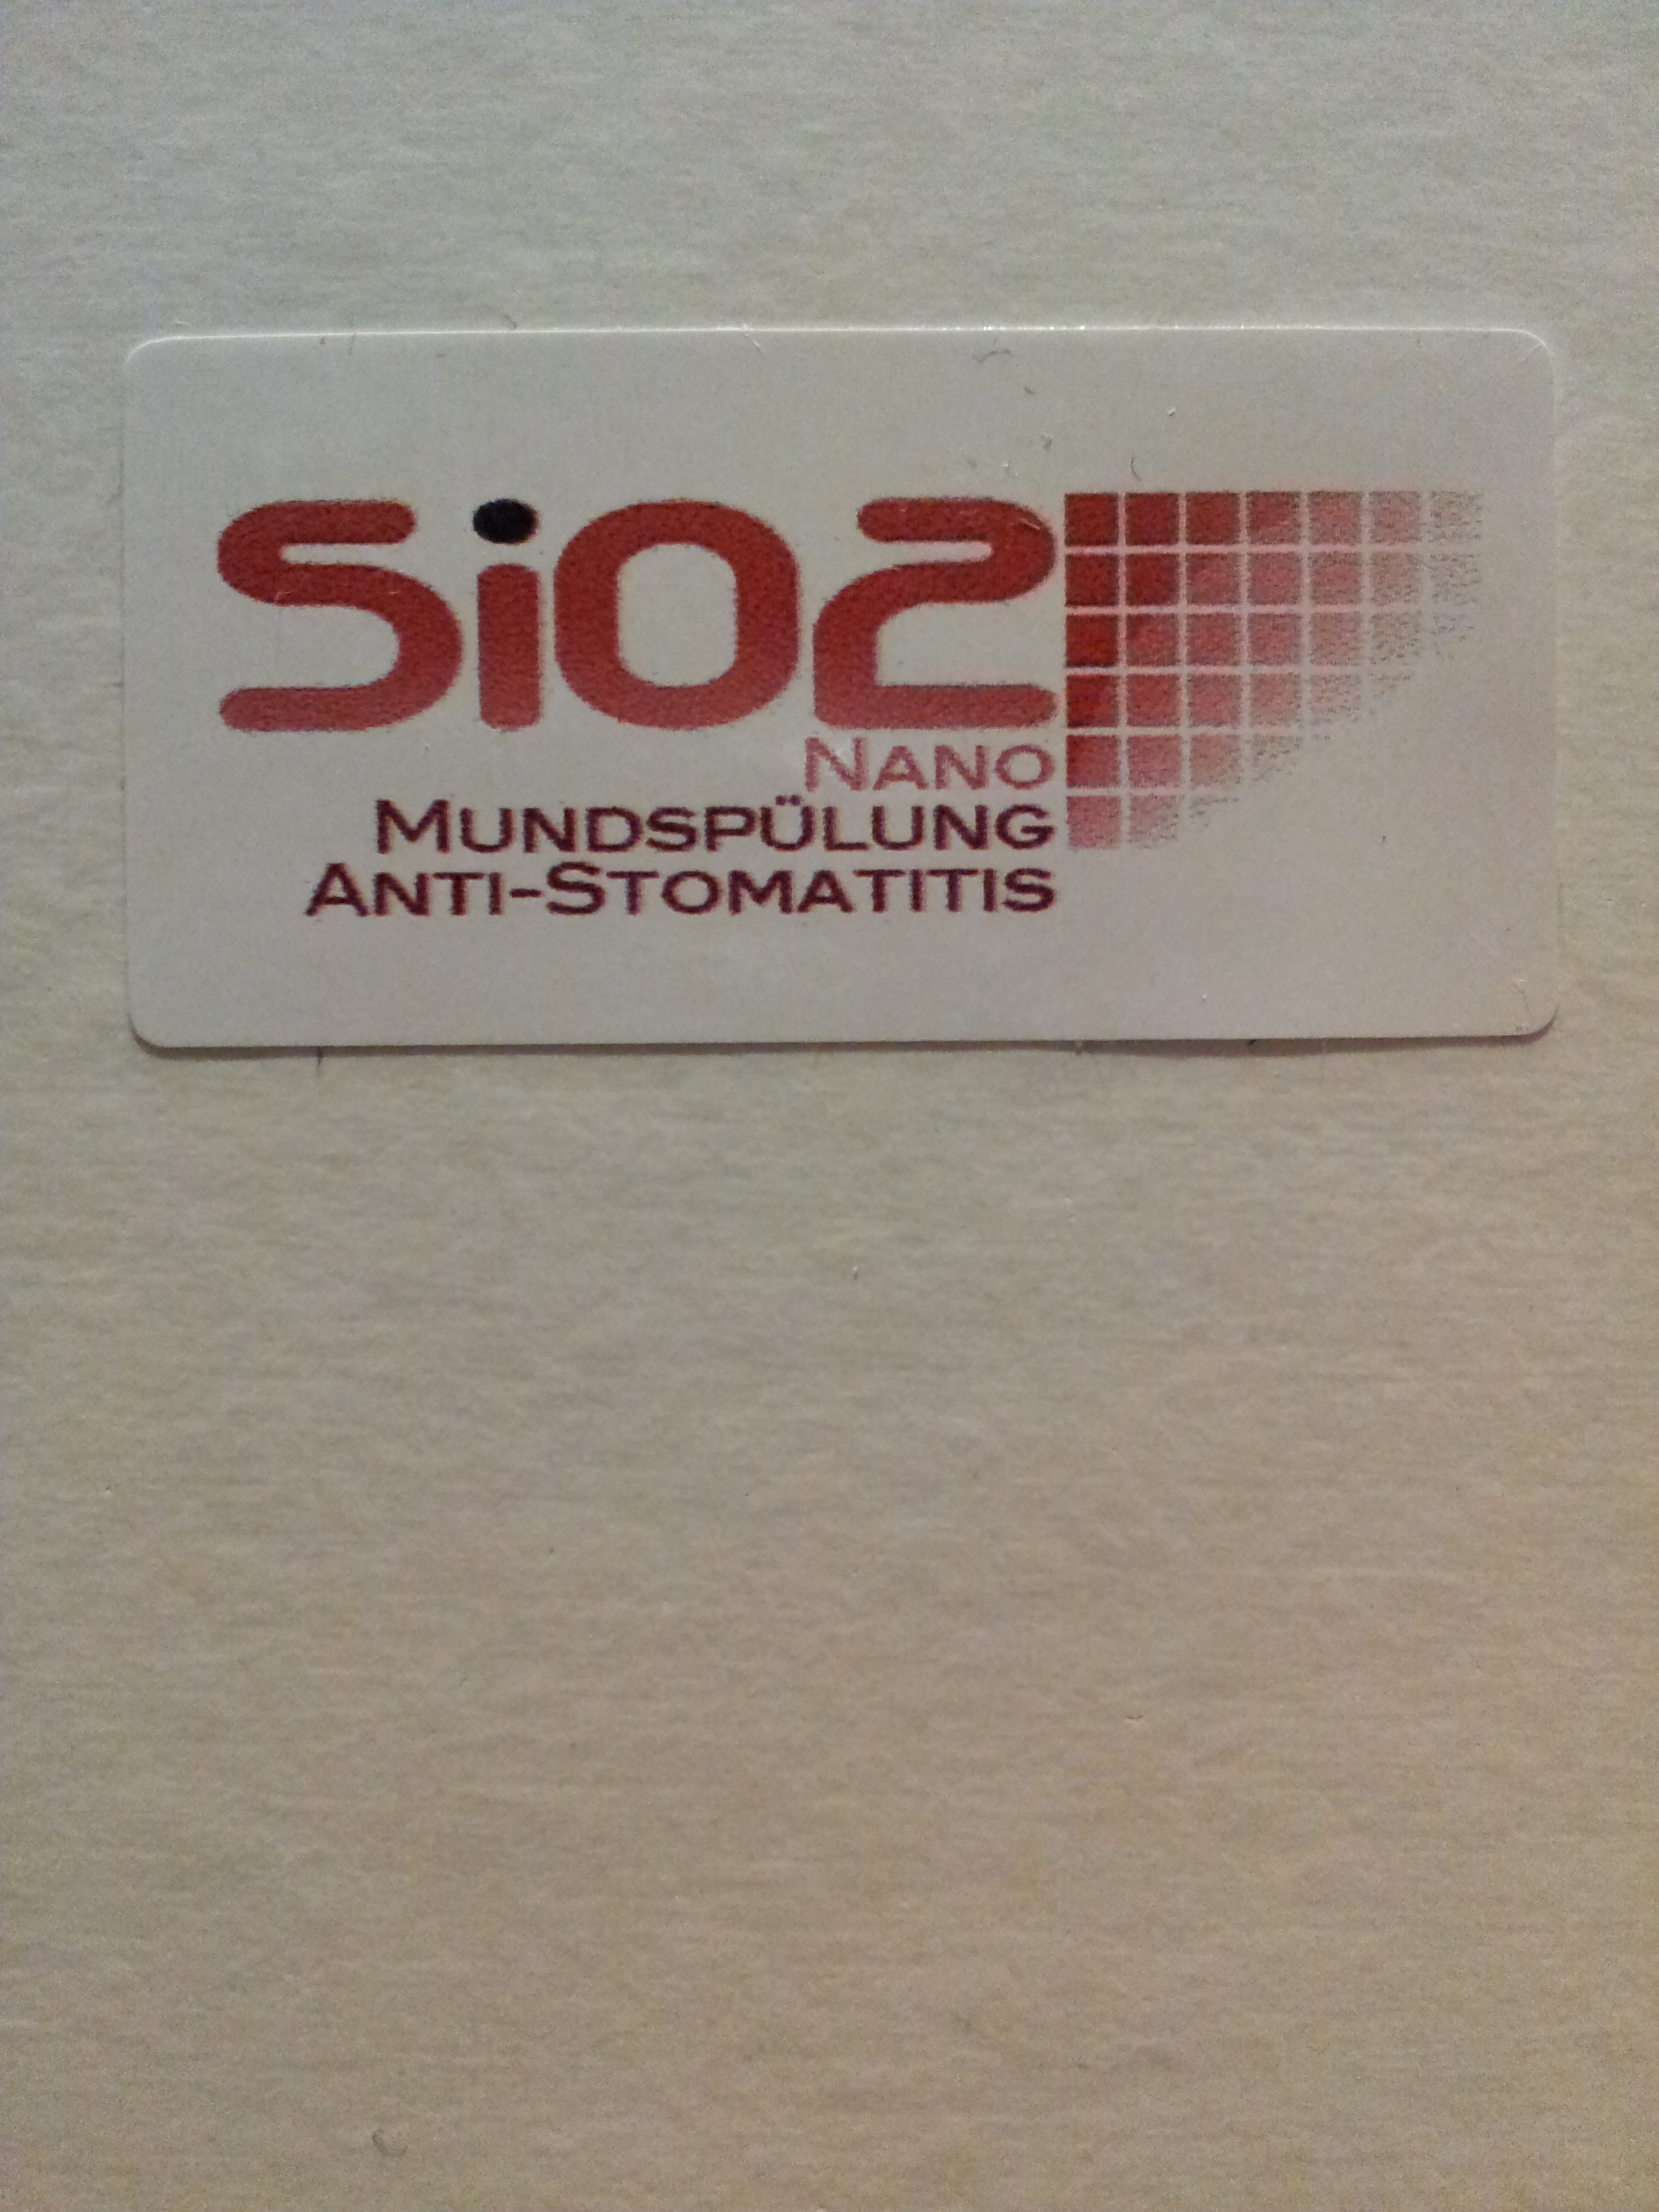 SiO2
NANO
MUNDSPÜLUNG
ANTI-STOMATITIS